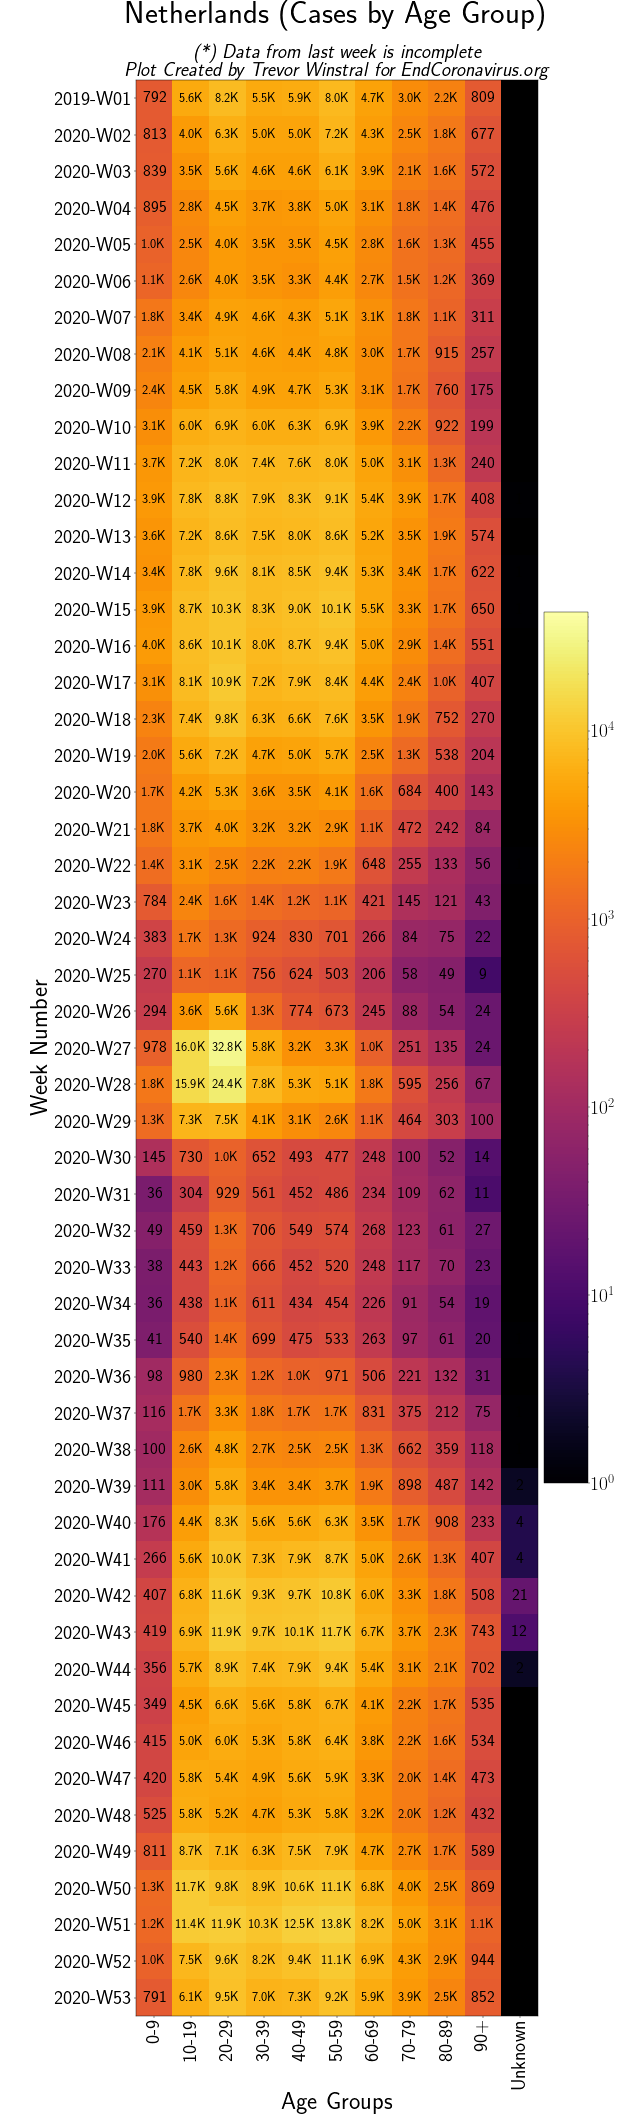 Netherlands (Cases by Age Group)
(*) Data from last week is incomplete
Plot Created by Trevor Winstral for EndCoronavirus.org
2019-W01 792 5.6K 8.2K 5.5K 5.9K 8.0K 4.7K 3.0K 2.2K 809
2020-W02 813 4.0K 6.3K 5.0K 5.0K 7.2K 4.3K 2.5K 1.8K 677
2020-W03 839 3.5K 5.6K 4.6K 4.6K 6.1K 3.9K 2.1K 1.6K 572
2020-W04 895 2.8K 4.5K 3.7K 3.8K 5.0K 3.1K 1.8K 1.4K 476
2020-W05 1.0K 2.5K 4.0K 3.5K 3.5K 4.5K 2.8K 1.6K 1.3K 455
2020-W06 1.1K 2.6K 4.0K 3.5K 3.3K 4.4K 2.7K 1.5K 1.2K 369
2020-W07 1.8K 3.4K 4.9K 4.6K 4.3K 5.1K 3.1K 1.8K 1.1K 311
2020-W08 2.1K 4.1K 5.1K 4.6K 4.4K 4.8K 3.0K 1.7K 915 257
2020-W09 2.4K 4.5K 5.8K 4.9K 4.7K 5.3K 3.1K 1.7K 760 175
2020-W10 3.1K 6.0K 6.9K 6.0K 6.3K 6.9K 3.9K 2.2K 922 199
2020-W11 3.7K 7.2K 8.0K 7.4K 7.6K 8.0K 5.0K 3.1K 1.3K 240
2020-W12 3.9K 7.8K 8.8K 7.9K 8.3K 9.1K 5.4K 3.9K 1.7K 408
2020-W13 3.6K 7.2K 8.6K 7.5K 8.0K 8.6K 5.2K 3.5K 1.9K 574
2020-W14 3.4K 7.8K 9.6K 8.1K 8.5K 9.4K 5.3K 3.4K 1.7K 622
2020-W15 3.9K 8.7K 10.3K 8.3K 9.0K 10.1K 5.5K 3.3K 1.7K 650
2020-W16 4.0K 8.6K 10.1K 8.0K 8.7K 9.4K 5.0K 2.9K 1.4K 551
2020-W17 3.1K 8.1K 10.9K 7.2K 7.9K 8.4K 4.4K 2.4K 1.0K 407
2020-W18 2.3K 7.4K 9.8K 6.3K 6.6K 7.6K 3.5K 1.9K 752 270
2020-W19 2.0K 5.6K 7.2K 4.7K 5.0K 5.7K 2.5K 1.3K 538 204
2020-W20 1.7K 4.2K 5.3K 3.6K 3.5K 4.1K 1.6K 684 400 143
2020-W21 1.8K 3.7K 4.0K 3.2K 3.2K 2.9K 1.1K 472 242 84
2020-W22 1.4K 3.1K 2.5K 2.2K 2.2K 1.9K 648 255 133 56
2020-W23 784 2.4K 1.6K 1.4K 1.2K 1.1K 421 145 121 43
2020-W24 383 1.7K 1.3K 924 830 701 266 84 75 22
2020-W25 270 1.1K 1.1K 756 624 503 206 58 49 9
2020-W26 294 3.6K 5.6K 1.3K 774 673 245 88 54 24
2020-W27 978 16.0K 32.8K 5.8K 3.2K 3.3K 1.0K 251 135 24
2020-W28 1.8K 15.9K 24.4K 7.8K 5.3K 5.1K 1.8K 595 256 67
2020-W29 1.3K 7.3K 7.5K 4.1K 3.1K 2.6K 1.1K 464 303 100
2020-W30 145 730 1.0K 652 493 477 248 100 52 14
2020-W31 36 304 929 561 452 486 234 109 62 11
2020-W32 49 459 1.3K 706 549 574 268 123 61 27
2020-W33 38 443 1.2K 666 452 520 248 117 70 23
2020-W34 36 438 1.1K 611 434 454 226 91 54 19
2020-W35 41 540 1.4K 699 475 533 263 97 61 20
2020-W36 98 980 2.3K 1.2K 1.0K 971 506 221 132 31
2020-W37 116 1.7K 3.3K 1.8K 1.7K 1.7K 831 375 212 75
2020-W38 100 2.6K 4.8K 2.7K 2.5K 2.5K 1.3K 662 359 118
2020-W39 111 3.0K 5.8K 3.4K 3.4K 3.7K 1.9K 898 487 142 2
2020-W40 176 4.4K 8.3K 5.6K 5.6K 6.3K 3.5K 1.7K 908 233 4
2020-W41 266 5.6K 10.0K 7.3K 7.9K 8.7K 5.0K 2.6K 1.3K 407 4
2020-W42 407 6.8K 11.6K 9.3K 9.7K 10.8K 6.0K 3.3K 1.8K 508 21
2020-W43 419 6.9K 11.9K 9.7K 10.1K 11.7K 6.7K 3.7K 2.3K 743 12
2020-W44 356 5.7K 8.9K 7.4K 7.9K 9.4K 5.4K 3.1K 2.1K 702 2
2020-W45 349 4.5K 6.6K 5.6K 5.8K 6.7K 4.1K 2.2K 1.7K 535
2020-W46 415 5.0K 6.0K 5.3K 5.8K 6.4K 3.8K 2.2K 1.6K 534
2020-W47 420 5.8K 5.4K 4.9K 5.6K 5.9K 3.3K 2.0K 1.4K 473
2020-W48 525 5.8K 5.2K 4.7K 5.3K 5.8K 3.2K 2.0K 1.2K 432
2020-W49 811 8.7K 7.1K 6.3K 7.5K 7.9K 4.7K 2.7K 1.7K 589
2020-W50 1.3K 11.7K 9.8K 8.9K 10.6K 11.1K 6.8K 4.0K 2.5K 869
2020-W51 1.2K 11.4K 11.9K 10.3K 12.5K 13.8K 8.2K 5.0K 3.1K 1.1K
2020-W52 1.0K 7.5K 9.6K 8.2K 9.4K 11.1K 6.9K 4.3K 2.9K 944
2020-W53 791 6.1K 9.5K 7.0K 7.3K 9.2K 5.9K 3.9K 2.5K 852
0-9 10-19 20-29 30-39 40-49 50-59 60-69 70-79 80-89 90+ Unknown
Age Groups
Week Number
10⁴
10³
10²
10¹
10⁰